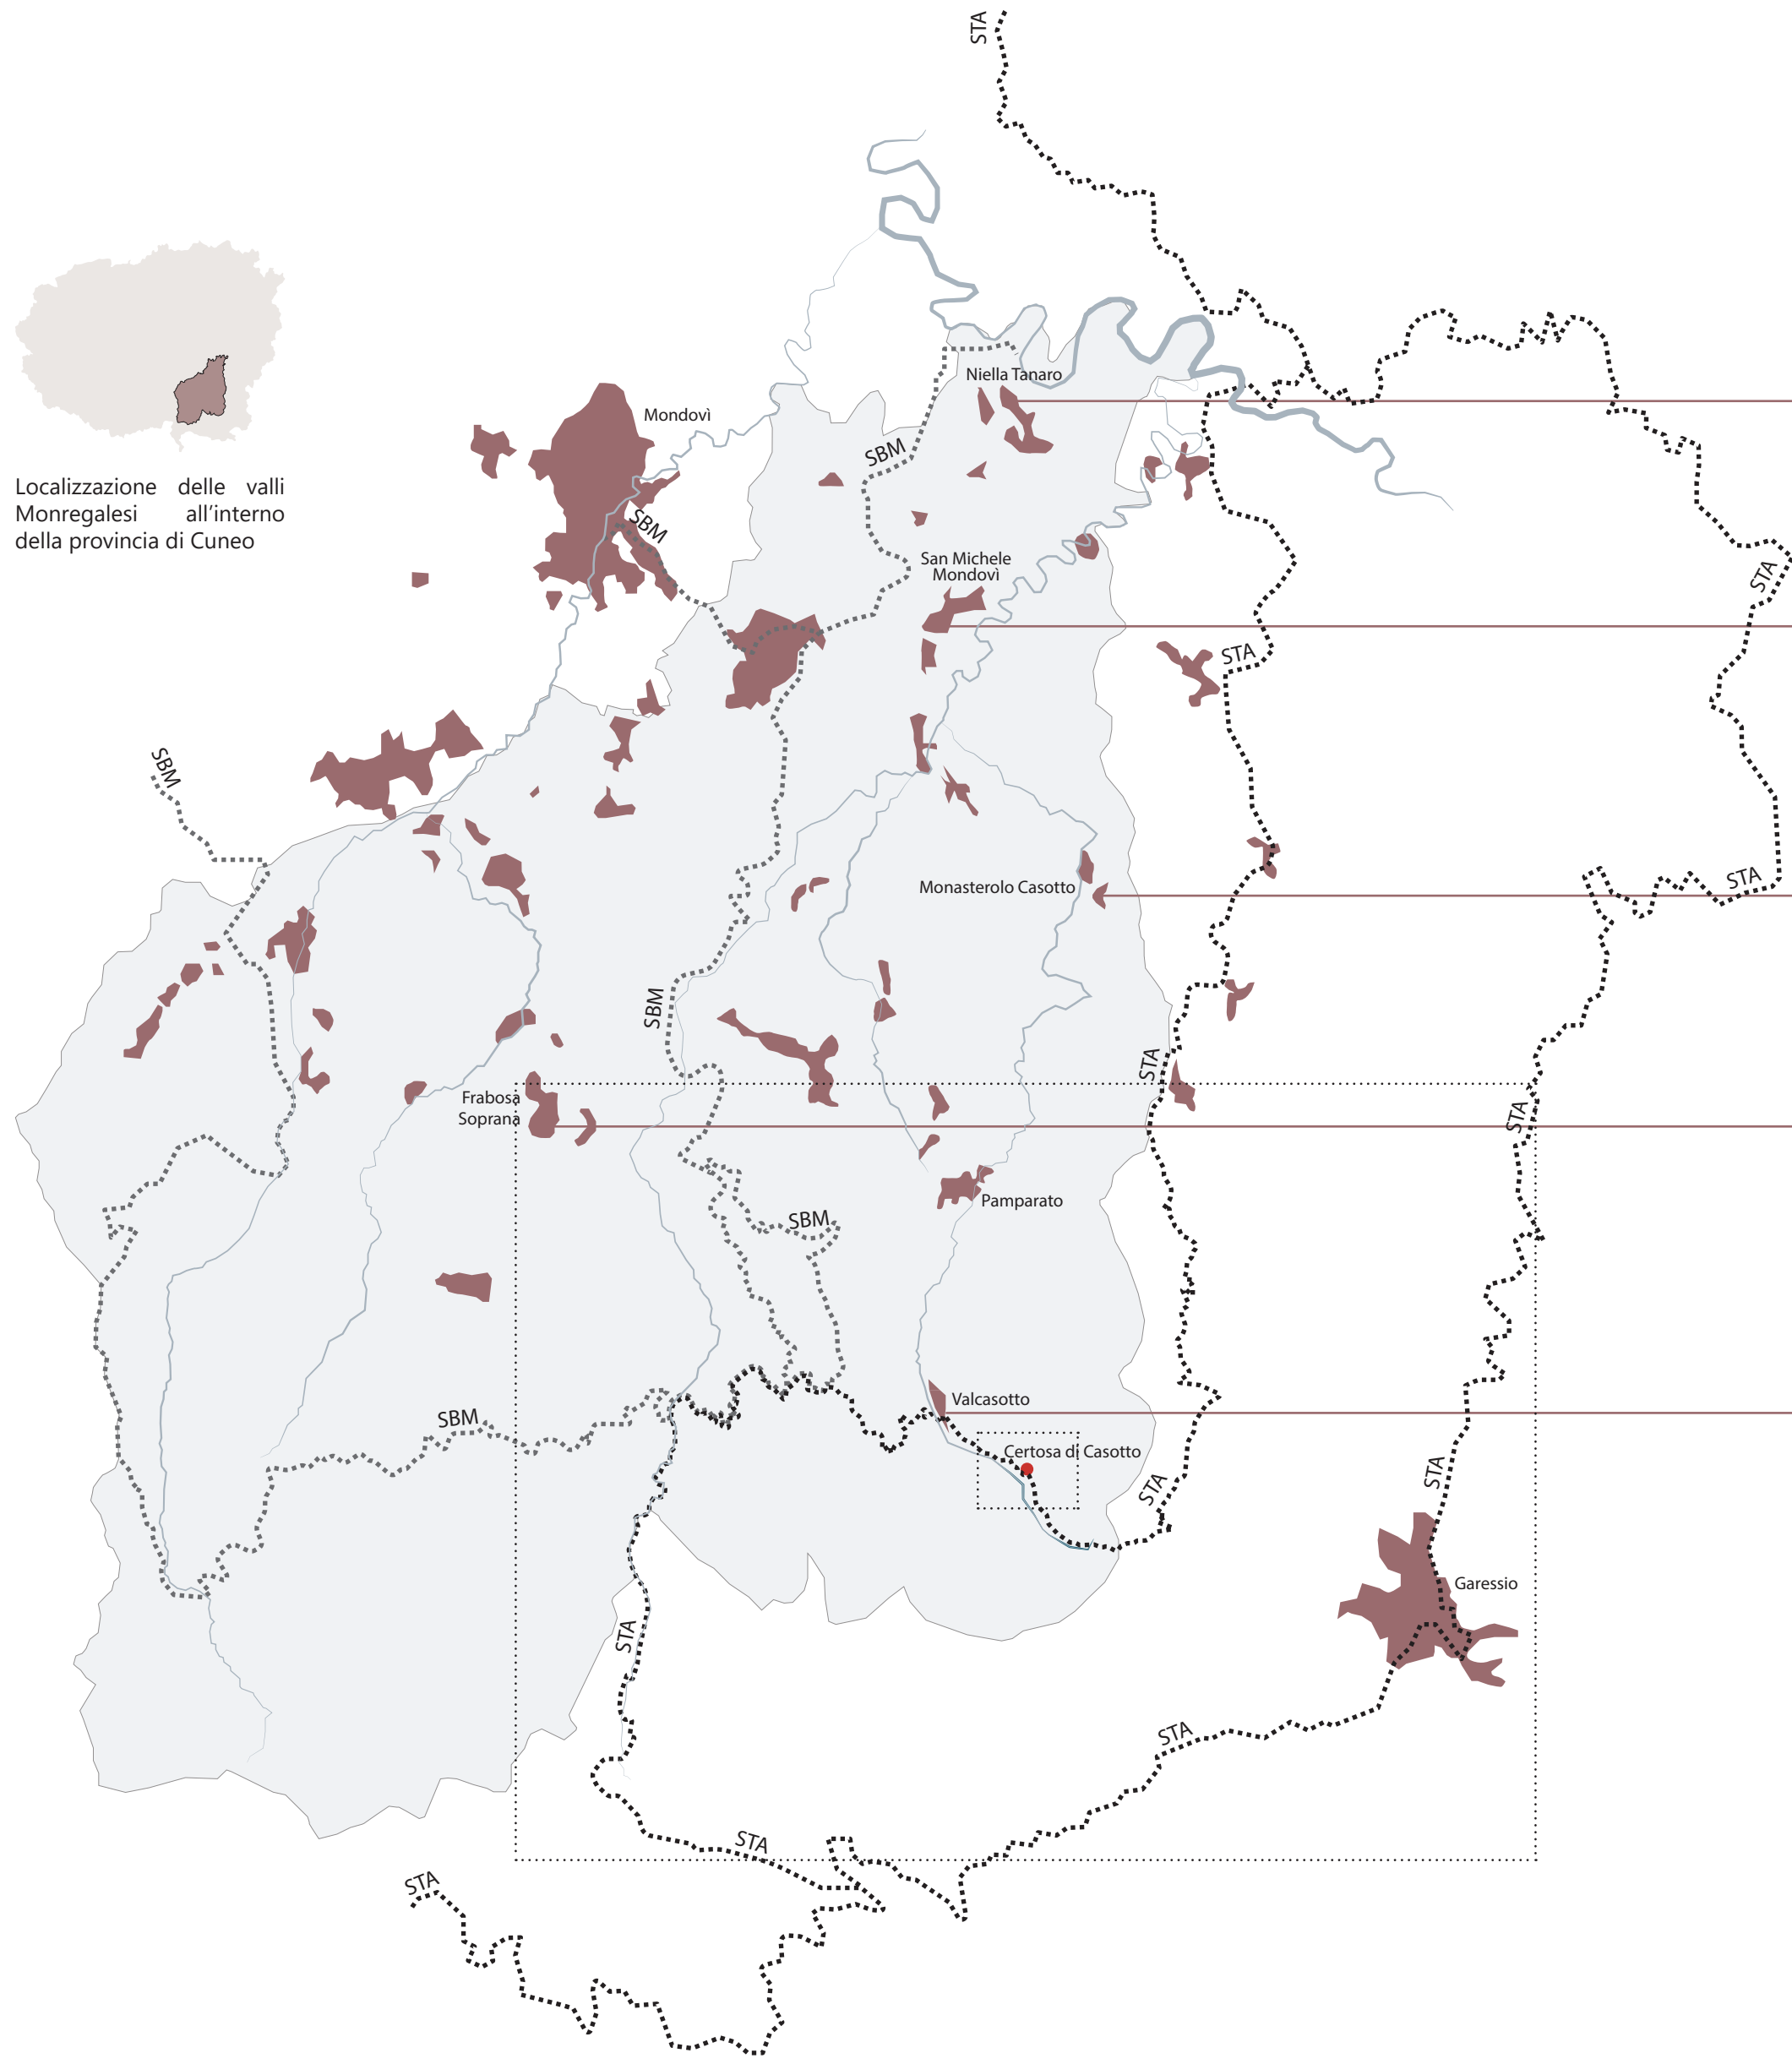 STA
Localizzazione delle valli
Monregalesi all'interno
della provincia di Cuneo
Niella Tanaro
Mondovì
SBM
SBM
San Michele
Mondovì
STA
STA
SBM
Monasterolo Casotto
STA
SBM
STA
Frabosa
Soprana
STA
Pamparato
SBM
Valcasotto
SBM
Certosa di Casotto
STA
STA
Garessio
STA
STA
STA
STA